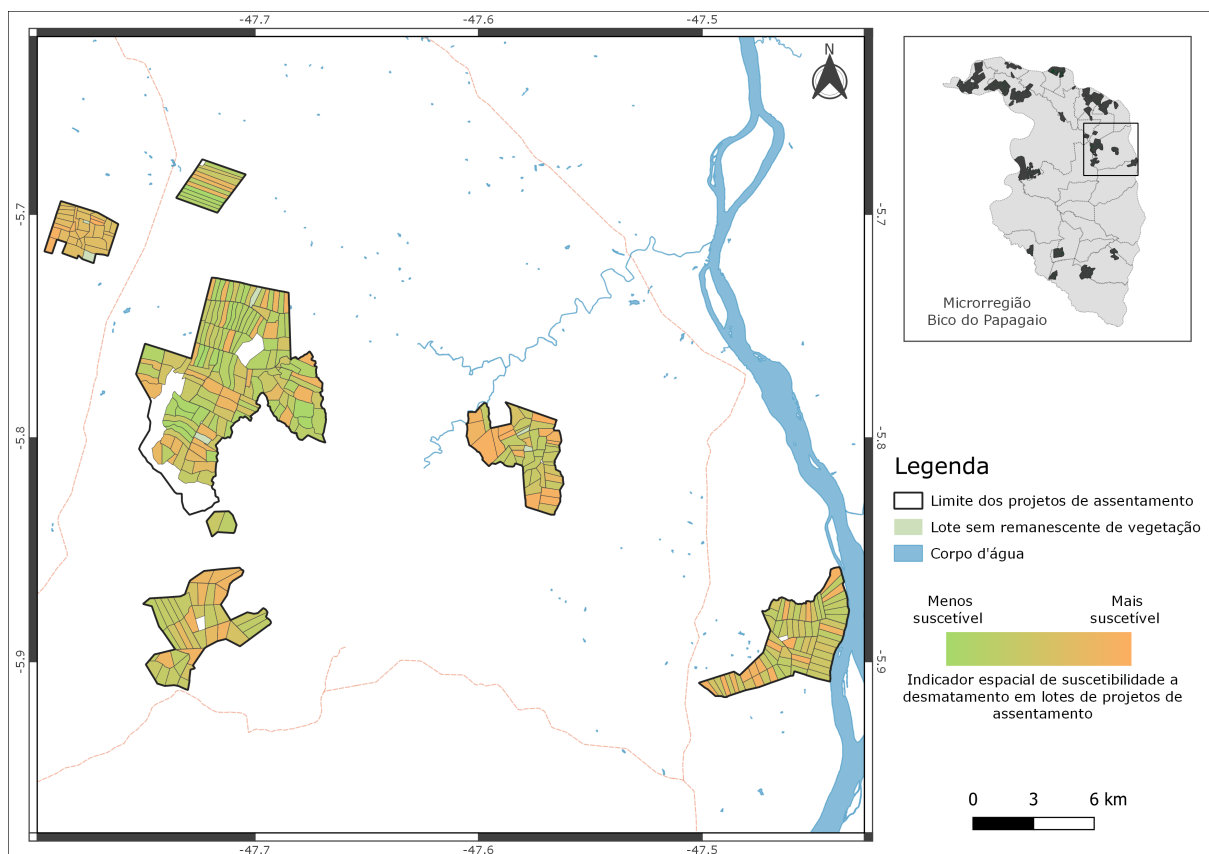 -47.7
-47.6
-47.5
N
-5.7
-5.7
-5.8
-5.8
-5.9
-5.9
-47.7
-47.6
-47.5
Microrregião
Bico do Papagaio
Legenda
Limite dos projetos de assentamento
Lote sem remanescente de vegetação
Corpo d'água
Menos
suscetível
Mais
suscetível
Indicador espacial de suscetibilidade a
desmatamento em lotes de projetos de
assentamento
0 3 6 km